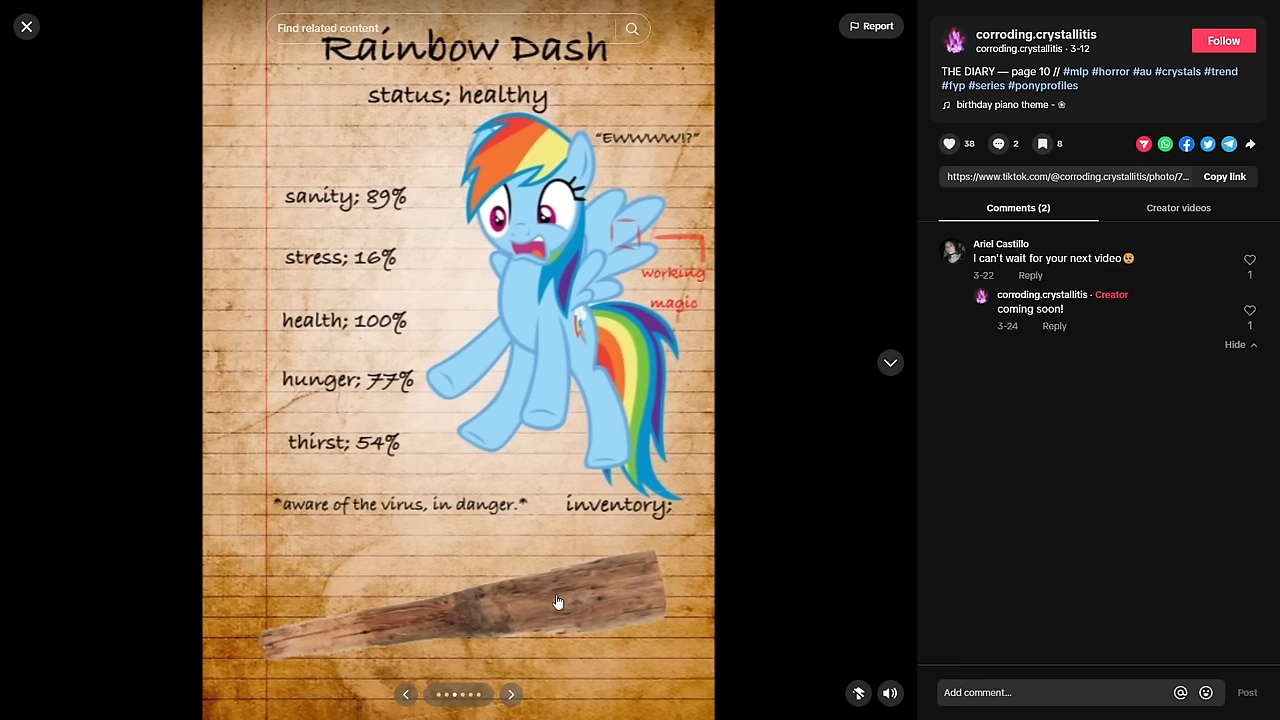 Find related content
Report
Rainbow Dash
status; healthy
"EWWWW!?"
sanity; 89%
stress; 16%
working
magic
health; 100%
hunger; 77%
thirst; 54%
*aware of the virus, in danger.*
inventory;
corroding.crystallitis
corroding.crystallitis · 3-12
Follow
THE DIARY — page 10 // #mlp #horror #au #crystals #trend
#fyp #series #ponyprofiles
birthday piano theme - ❀
38
2
8
https://www.tiktok.com/@corroding.crystallitis/photo/7...
Copy link
Comments (2)
Creator videos
Ariel Castillo
I can't wait for your next video😢
3-22
Reply
1
corroding.crystallitis · Creator
coming soon!
3-24
Reply
1
Hide
Add comment...
Post